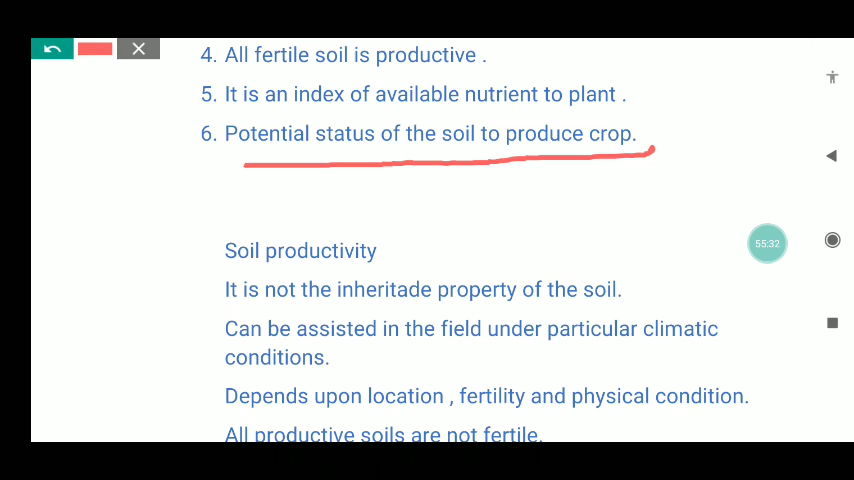 4. All fertile soil is productive .
5. It is an index of available nutrient to plant .
6. Potential status of the soil to produce crop.
Soil productivity
55:32
It is not the inheritade property of the soil.
Can be assisted in the field under particular climatic
conditions.
Depends upon location , fertility and physical condition.
All productive soils are not fertile.